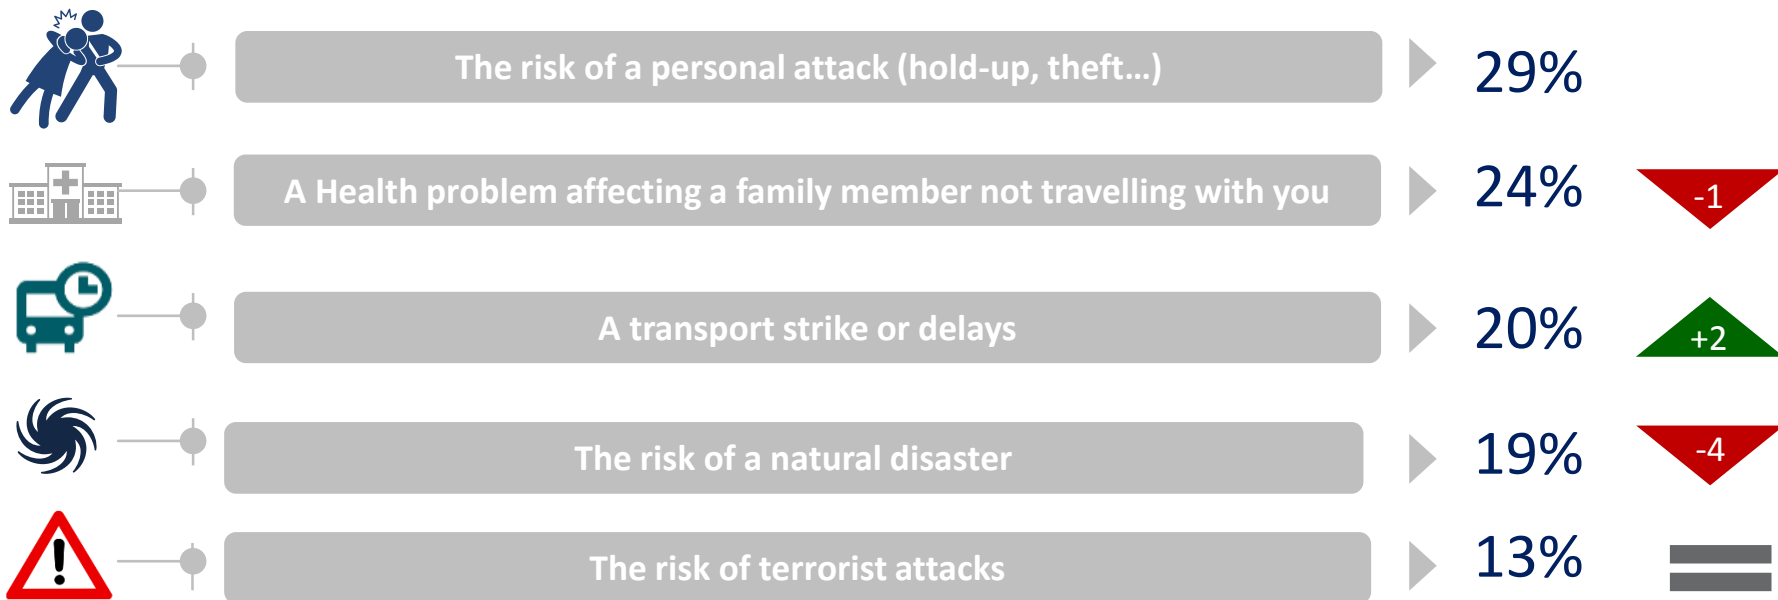 The risk of a personal attack (hold-up, theft...)
29%
A Health problem affecting a family member not travelling with you
24%
-1
A transport strike or delays
20%
+2
The risk of a natural disaster
19%
-4
The risk of terrorist attacks
13%